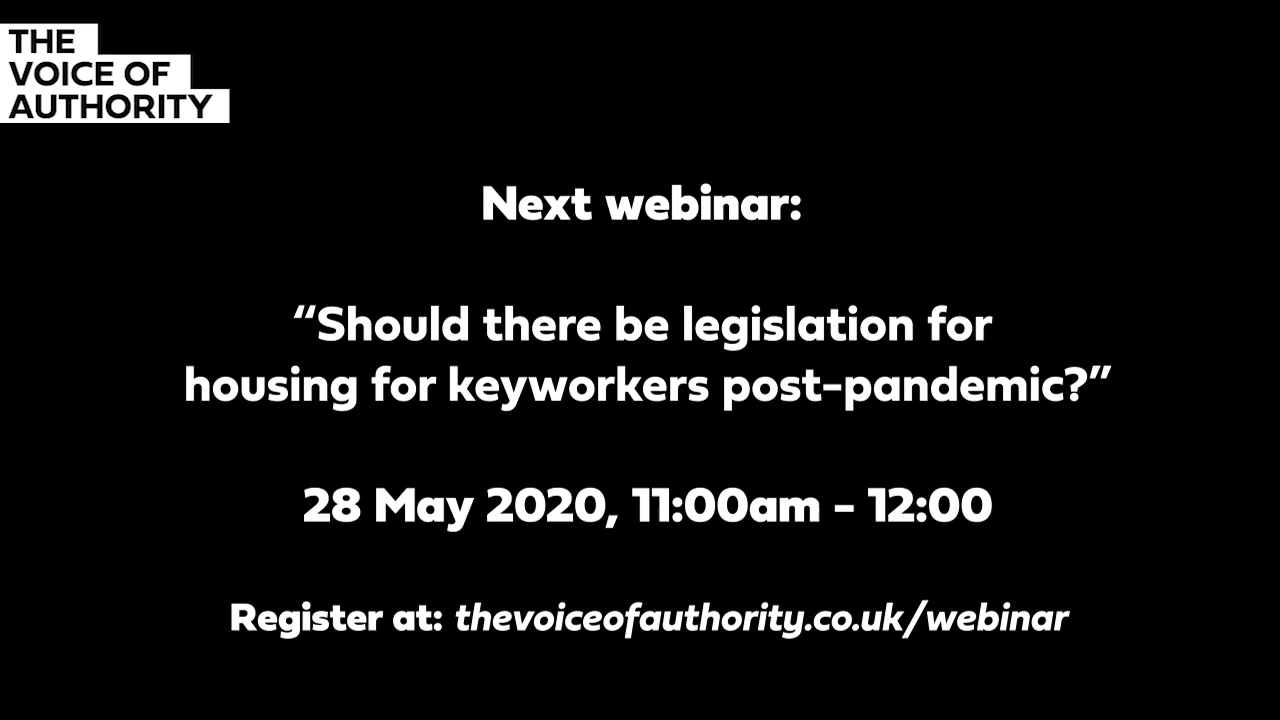 THE
VOICE OF
AUTHORITY
Next webinar:
“Should there be legislation for
housing for keyworkers post-pandemic?”
28 May 2020, 11:00am - 12:00
Register at: thevoiceofauthority.co.uk/webinar